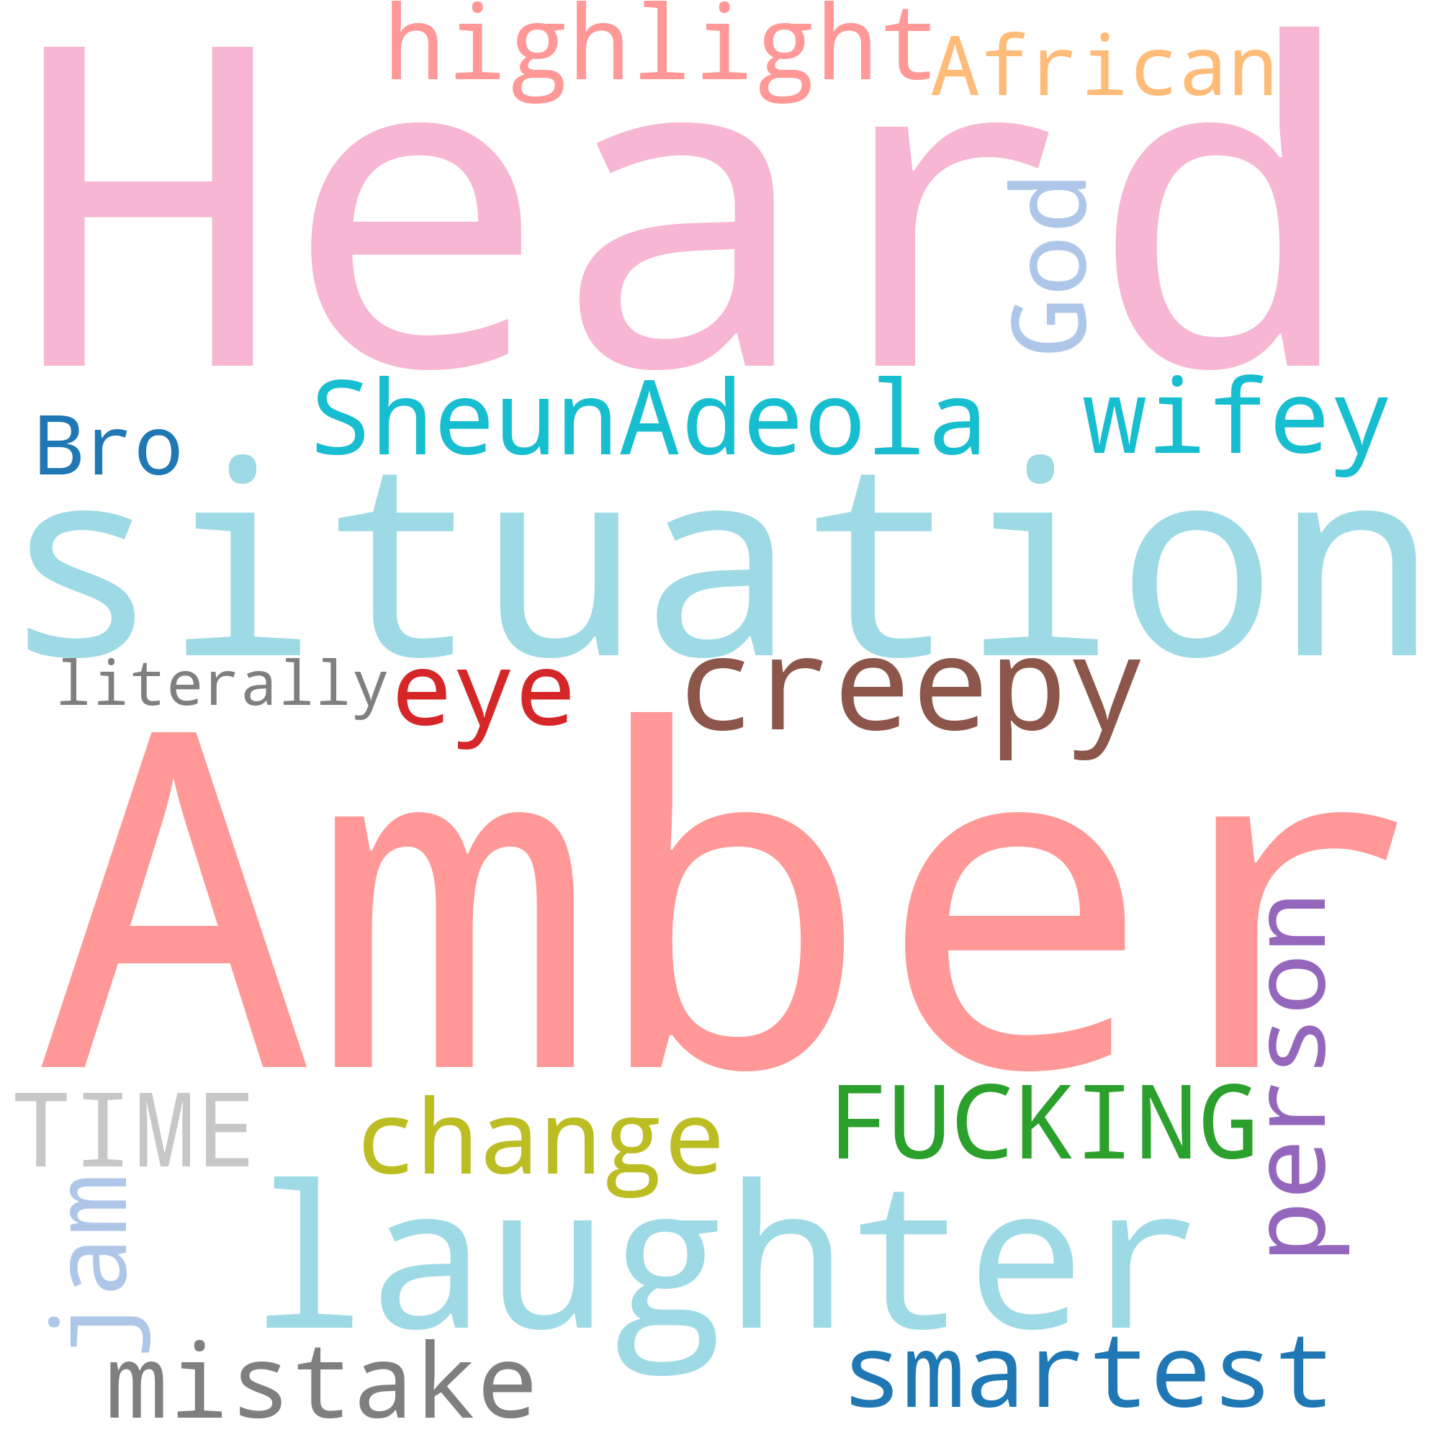 highlight
African
Heard
God
Bro
SheunAdeola
wifey
situation
literally
eye
creepy
Amber
person
TIME
change
FUCKING
jam
laughter
mistake
smartest